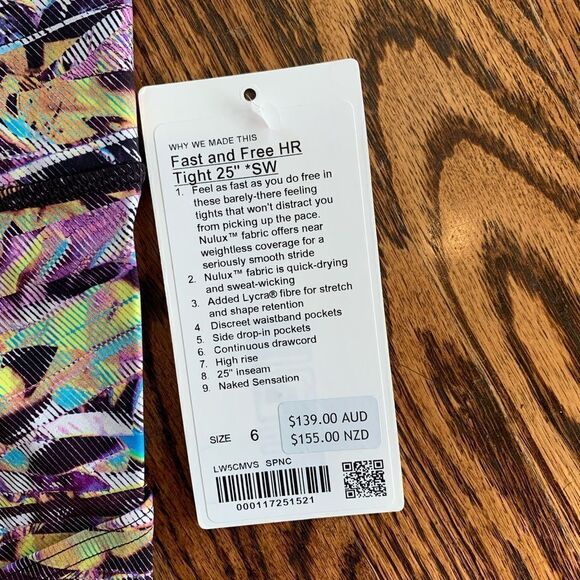 WHY WE MADE THIS
Fast and Free HR
Tight 25" *SW
1. Feel as fast as you do free in
these barely-there feeling
tights that won't distract you
from picking up the pace.
Nulux™ fabric offers near
weightless coverage for a
seriously smooth stride
2. Nulux™ fabric is quick-drying
and sweat-wicking
3. Added Lycra® fibre for stretch
and shape retention
4 Discreet waistband pockets
5. Side drop-in pockets
6. Continuous drawcord
7. High rise
8. 25" inseam
9. Naked Sensation
$139.00 AUD
$155.00 NZD
SIZE 6
LW5CMVS SPNC
000117251521